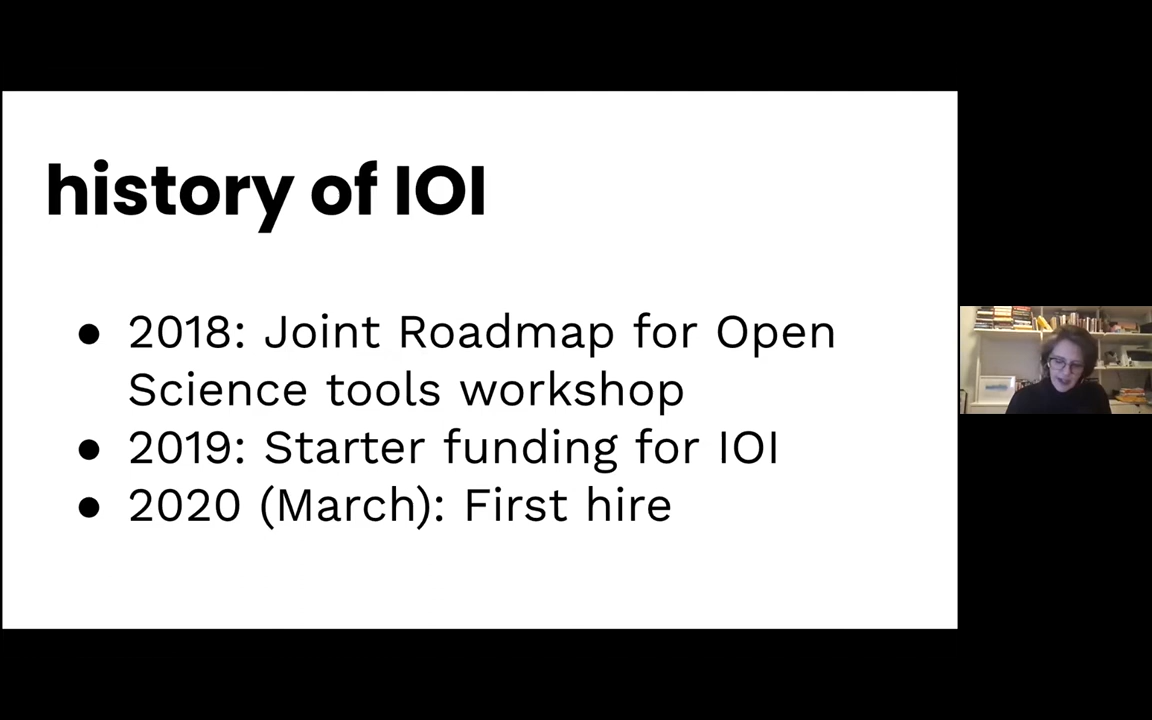 history of IOI
● 2018: Joint Roadmap for Open
Science tools workshop
● 2019: Starter funding for IOI
● 2020 (March): First hire